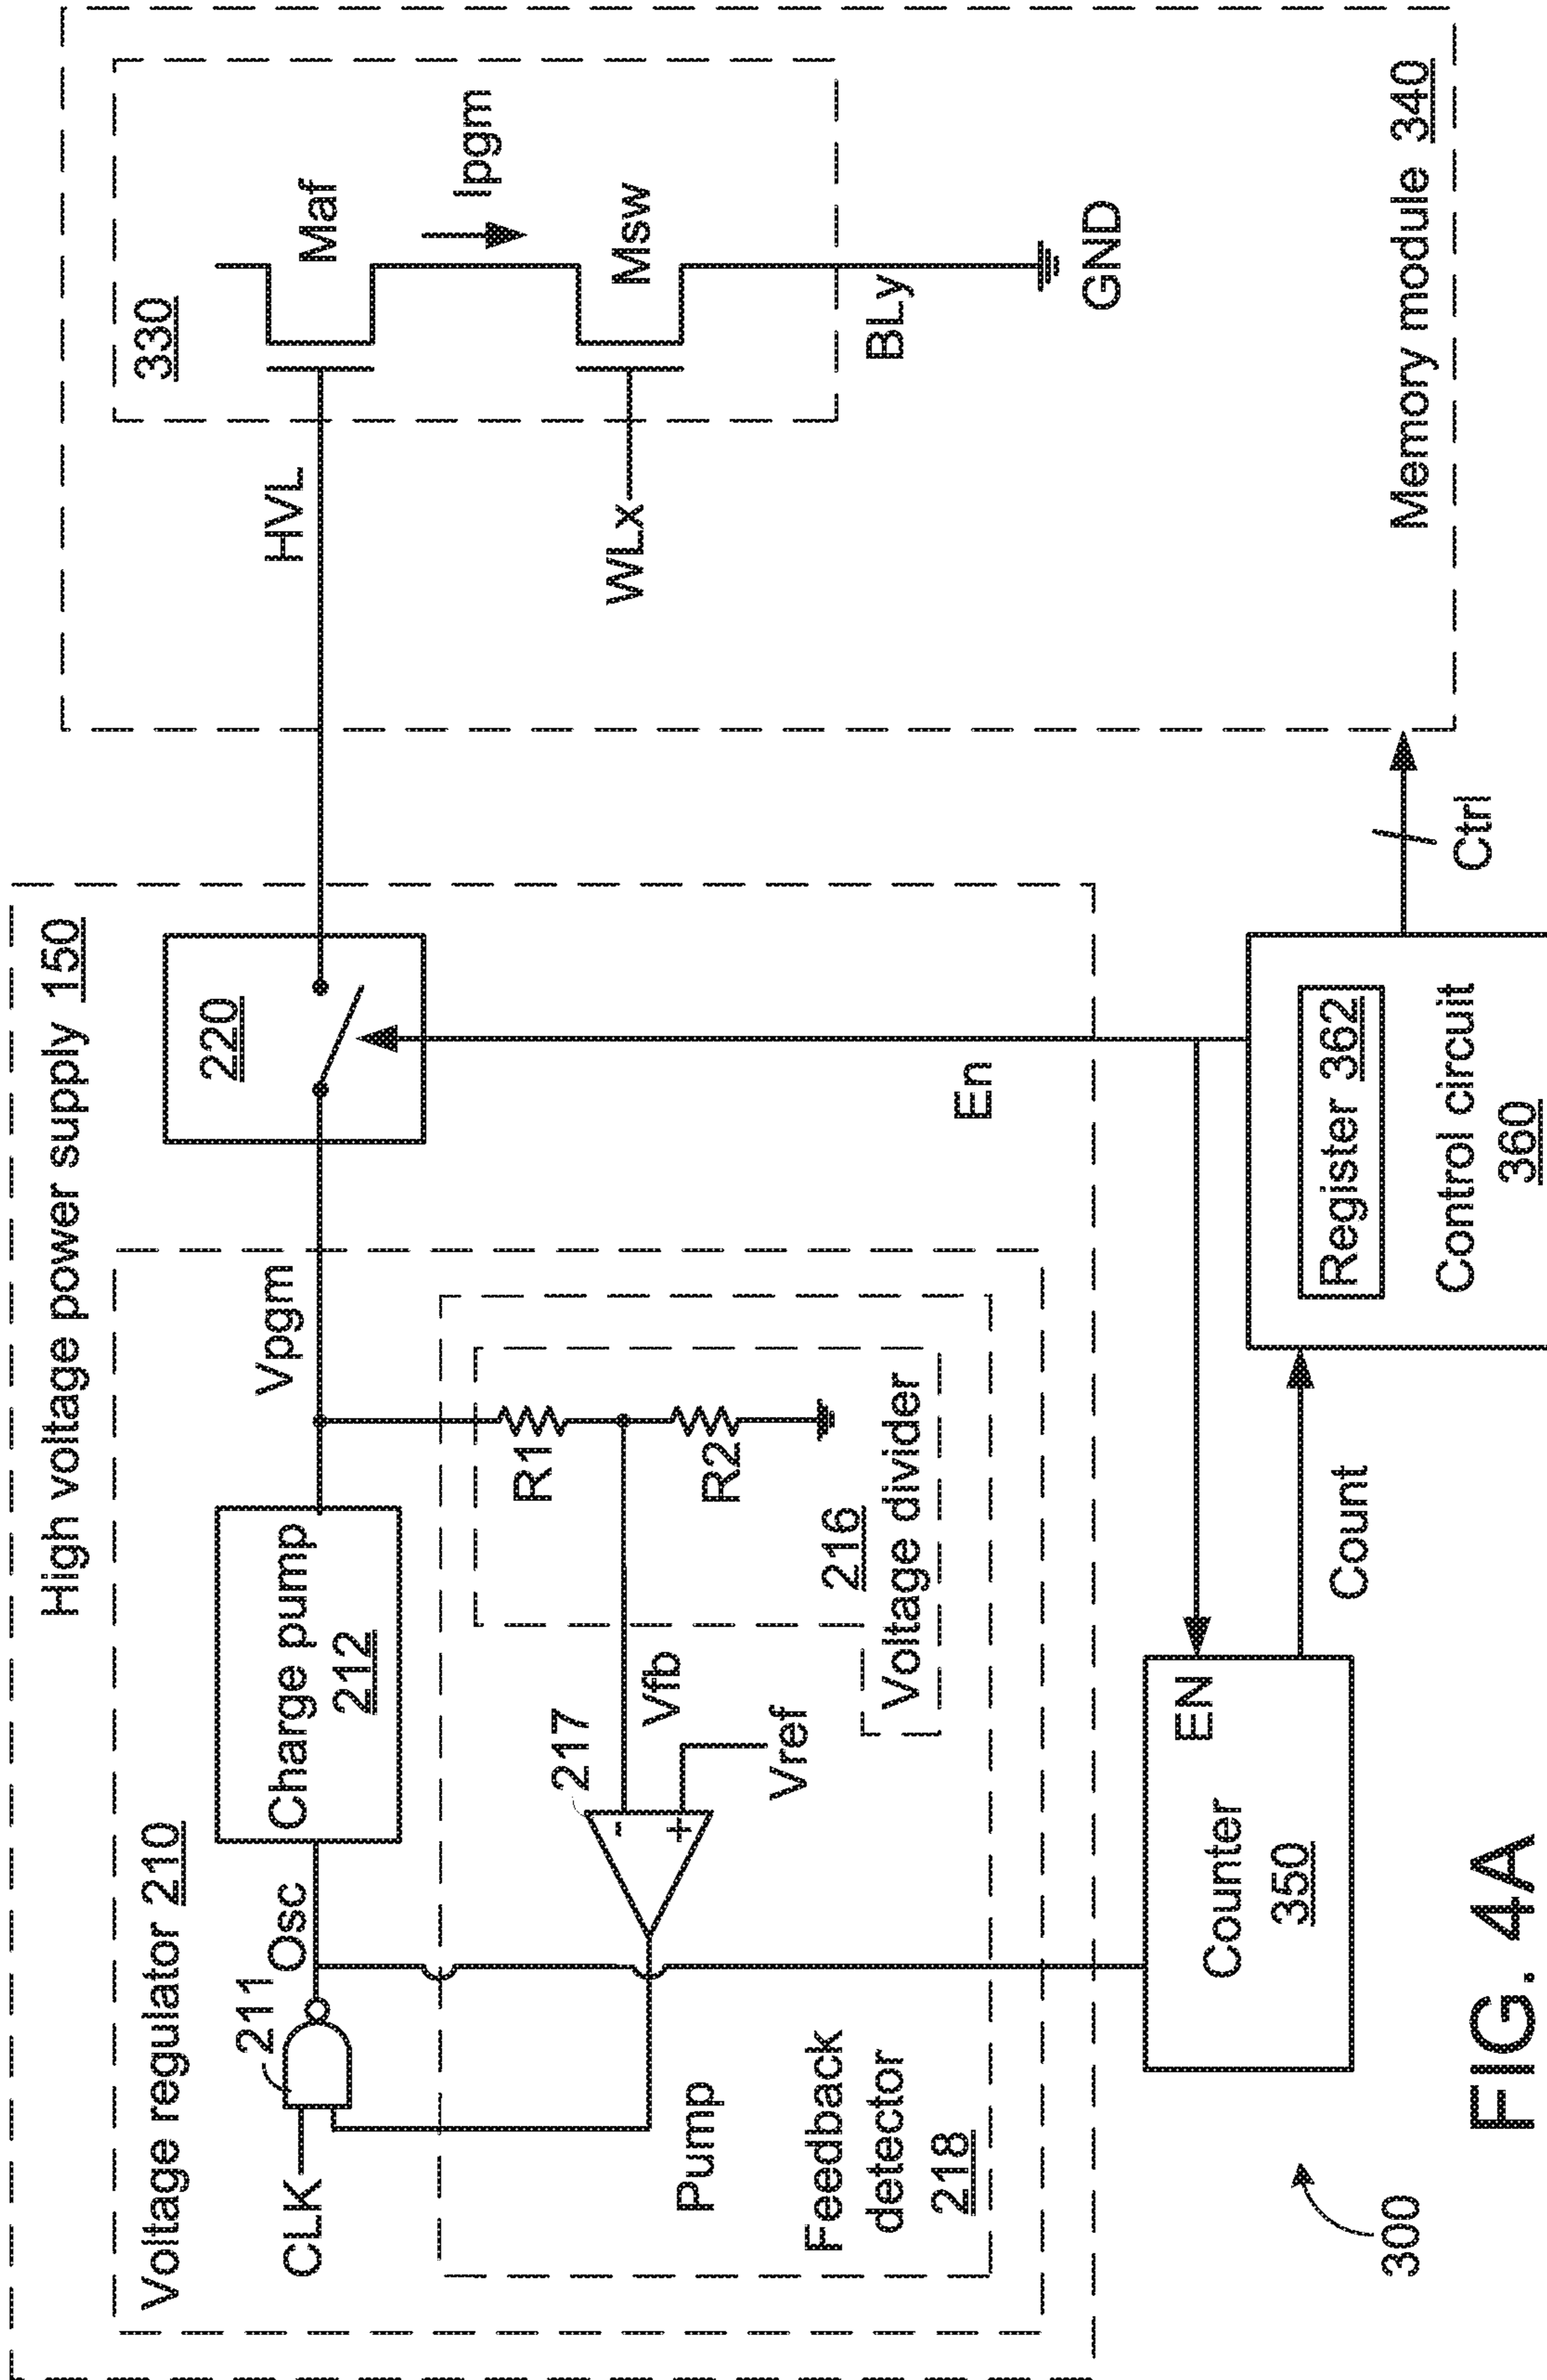 High voltage power supply 150
Voltage regulator 210
211
CLK
Osc
Charge pump
212
Vpgm
220
HVL
330
Maf
Ipgm
Msw
WLx
BLy
GND
Memory module 340
R1
R2
216
Voltage divider
217
-
+
Vfb
Vref
Pump
Feedback
detector
218
En
EN
Counter
350
Count
Register 362
Control circuit
360
Ctrl
300
FIG. 4A